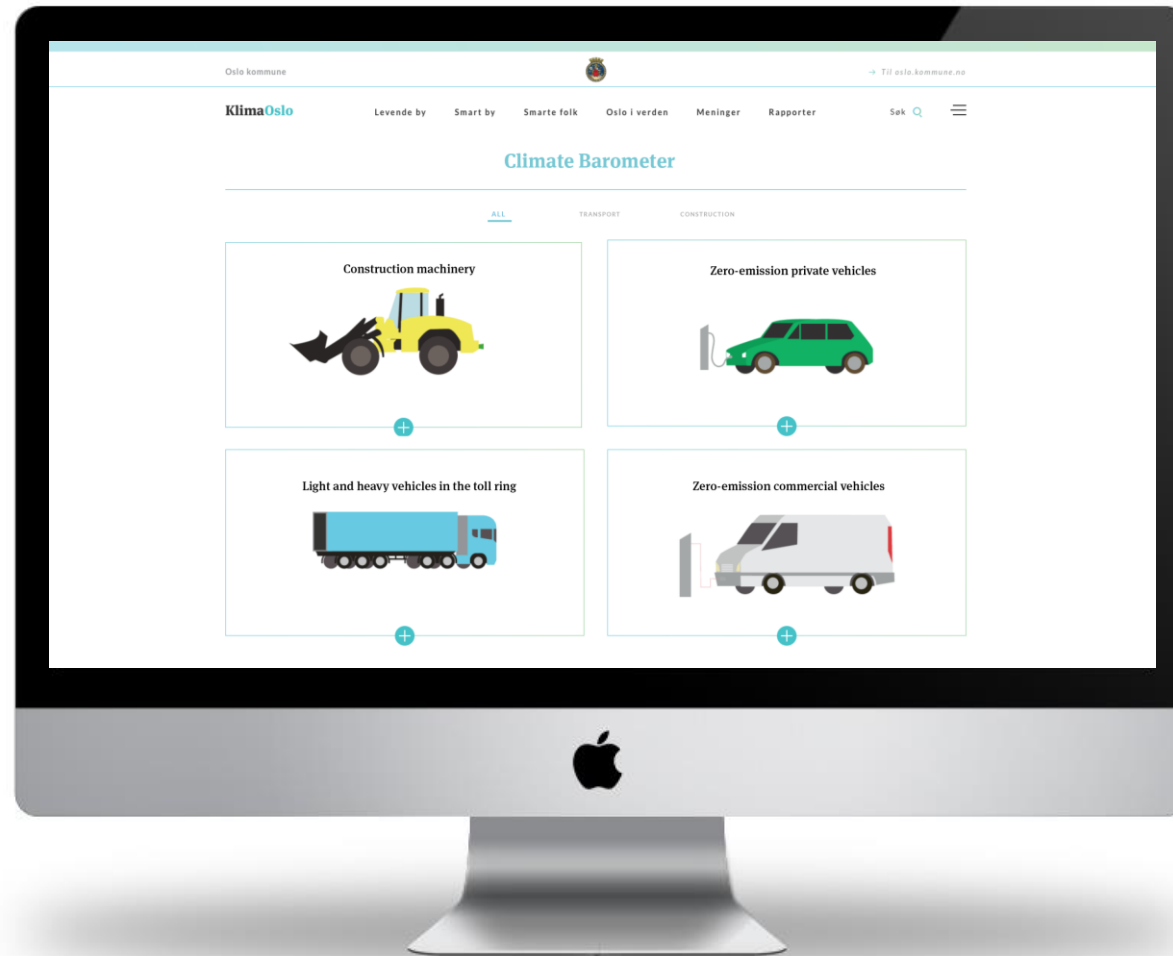 Oslo kommune
→ Til oslo.kommune.no
KlimaOslo Levende by Smart by Smarte folk Oslo i verden Meninger Rapporter Søk
Climate Barometer
ALL TRANSPORT CONSTRUCTION
Construction machinery
Zero-emission private vehicles
Light and heavy vehicles in the toll ring
Zero-emission commercial vehicles